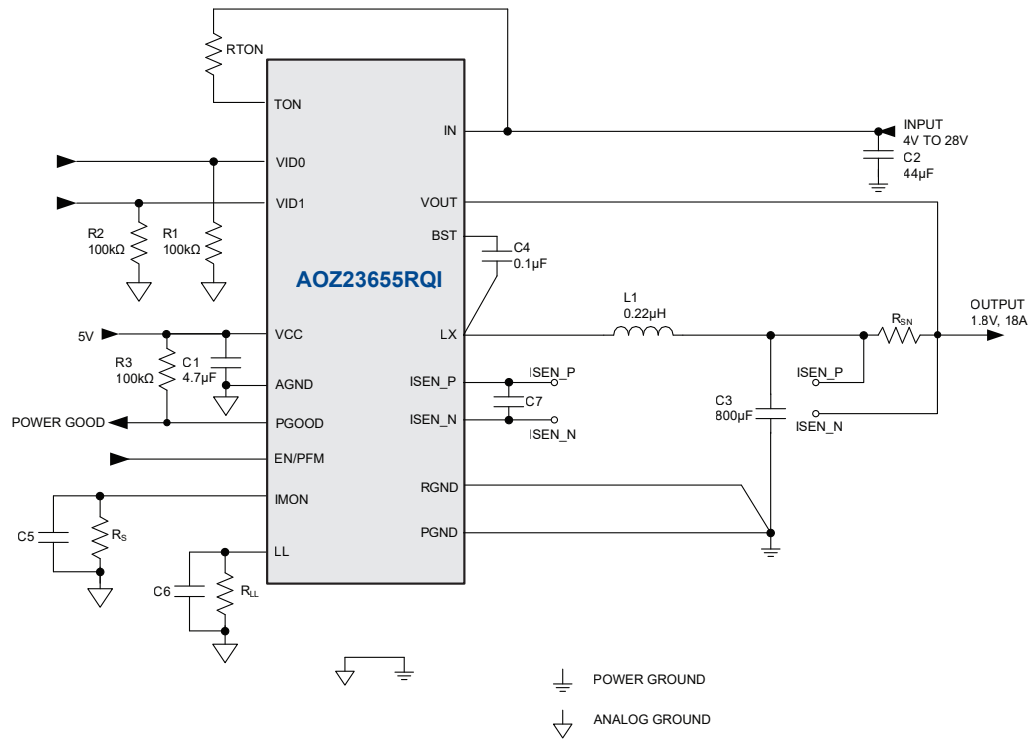 RTON
TON
IN
INPUT
4V TO 28V
C2
44µF
VID0
VID1
VOUT
R2
100kΩ
R1
100kΩ
BST
C4
0.1µF
AOZ23655RQI
L1
0.22µH
OUTPUT
1.8V, 18A
5V
VCC
LX
RSN
R3
100kΩ
C1
4.7µF
AGND
ISEN_P
ISEN_P
C7
ISEN_N
ISEN_N
ISEN_P
ISEN_N
C3
800µF
POWER GOOD
PGOOD
EN/PFM
IMON
RGND
PGND
C5
RS
LL
C6
RLL
POWER GROUND
ANALOG GROUND